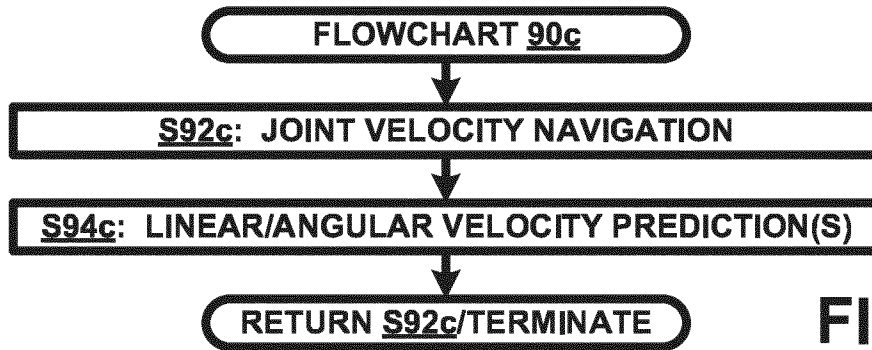 FLOWCHART 90c
S92c: JOINT VELOCITY NAVIGATION
S94c: LINEAR/ANGULAR VELOCITY PREDICTION(S)
RETURN S92c/TERMINATE
FI